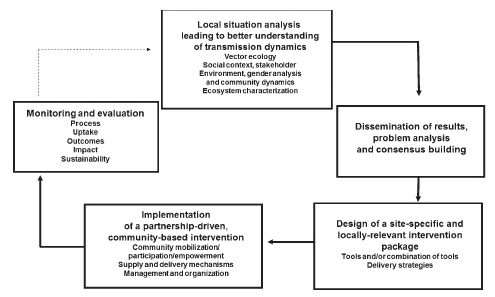 Local situation analysis
leading to better understanding
of transmission dynamics
Vector ecology
Social context, stakeholder
Environment, gender analysis
and community dynamics
Ecosystem characterization
Dissemination of results,
problem analysis
and consensus building
Design of a site-specific and
locally-relevant intervention
package
Tools and/or combination of tools
Delivery strategies
Implementation
of a partnership-driven,
community-based intervention
Community mobilization/
participation/empowerment
Supply and delivery mechanisms
Management and organization
Monitoring and evaluation
Process
Uptake
Outcomes
Impact
Sustainability